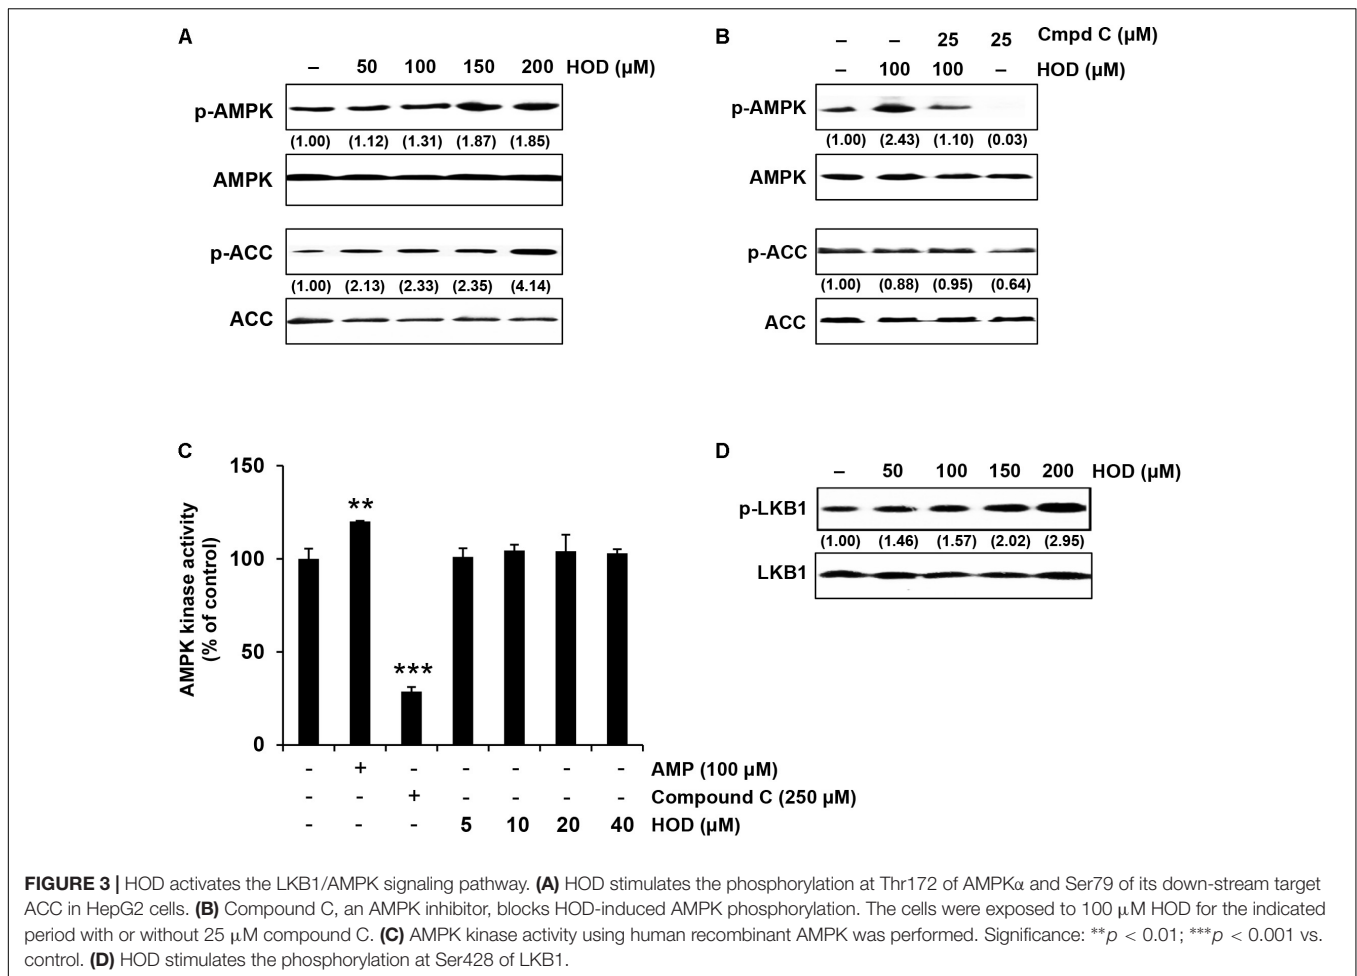 A
– 50 100 150 200 HOD (µM)
p-AMPK
(1.00) (1.12) (1.31) (1.87) (1.85)
AMPK
p-ACC
(1.00) (2.13) (2.33) (2.35) (4.14)
ACC
B
– – 25 25 Cmpd C (µM)
– 100 100 – HOD (µM)
p-AMPK
(1.00) (2.43) (1.10) (0.03)
AMPK
p-ACC
(1.00) (0.88) (0.95) (0.64)
ACC
C
AMPK kinase activity
(% of control)
150
100
50
0
**
***
- + - - - - - AMP (100 µM)
- - + - - - - Compound C (250 µM)
- - - 5 10 20 40 HOD (µM)
D
– 50 100 150 200 HOD (µM)
p-LKB1
(1.00) (1.46) (1.57) (2.02) (2.95)
LKB1
FIGURE 3 | HOD activates the LKB1/AMPK signaling pathway. (A) HOD stimulates the phosphorylation at Thr172 of AMPKα and Ser79 of its down-stream target
ACC in HepG2 cells. (B) Compound C, an AMPK inhibitor, blocks HOD-induced AMPK phosphorylation. The cells were exposed to 100 µM HOD for the indicated
period with or without 25 µM compound C. (C) AMPK kinase activity using human recombinant AMPK was performed. Significance: **p < 0.01; ***p < 0.001 vs.
control. (D) HOD stimulates the phosphorylation at Ser428 of LKB1.